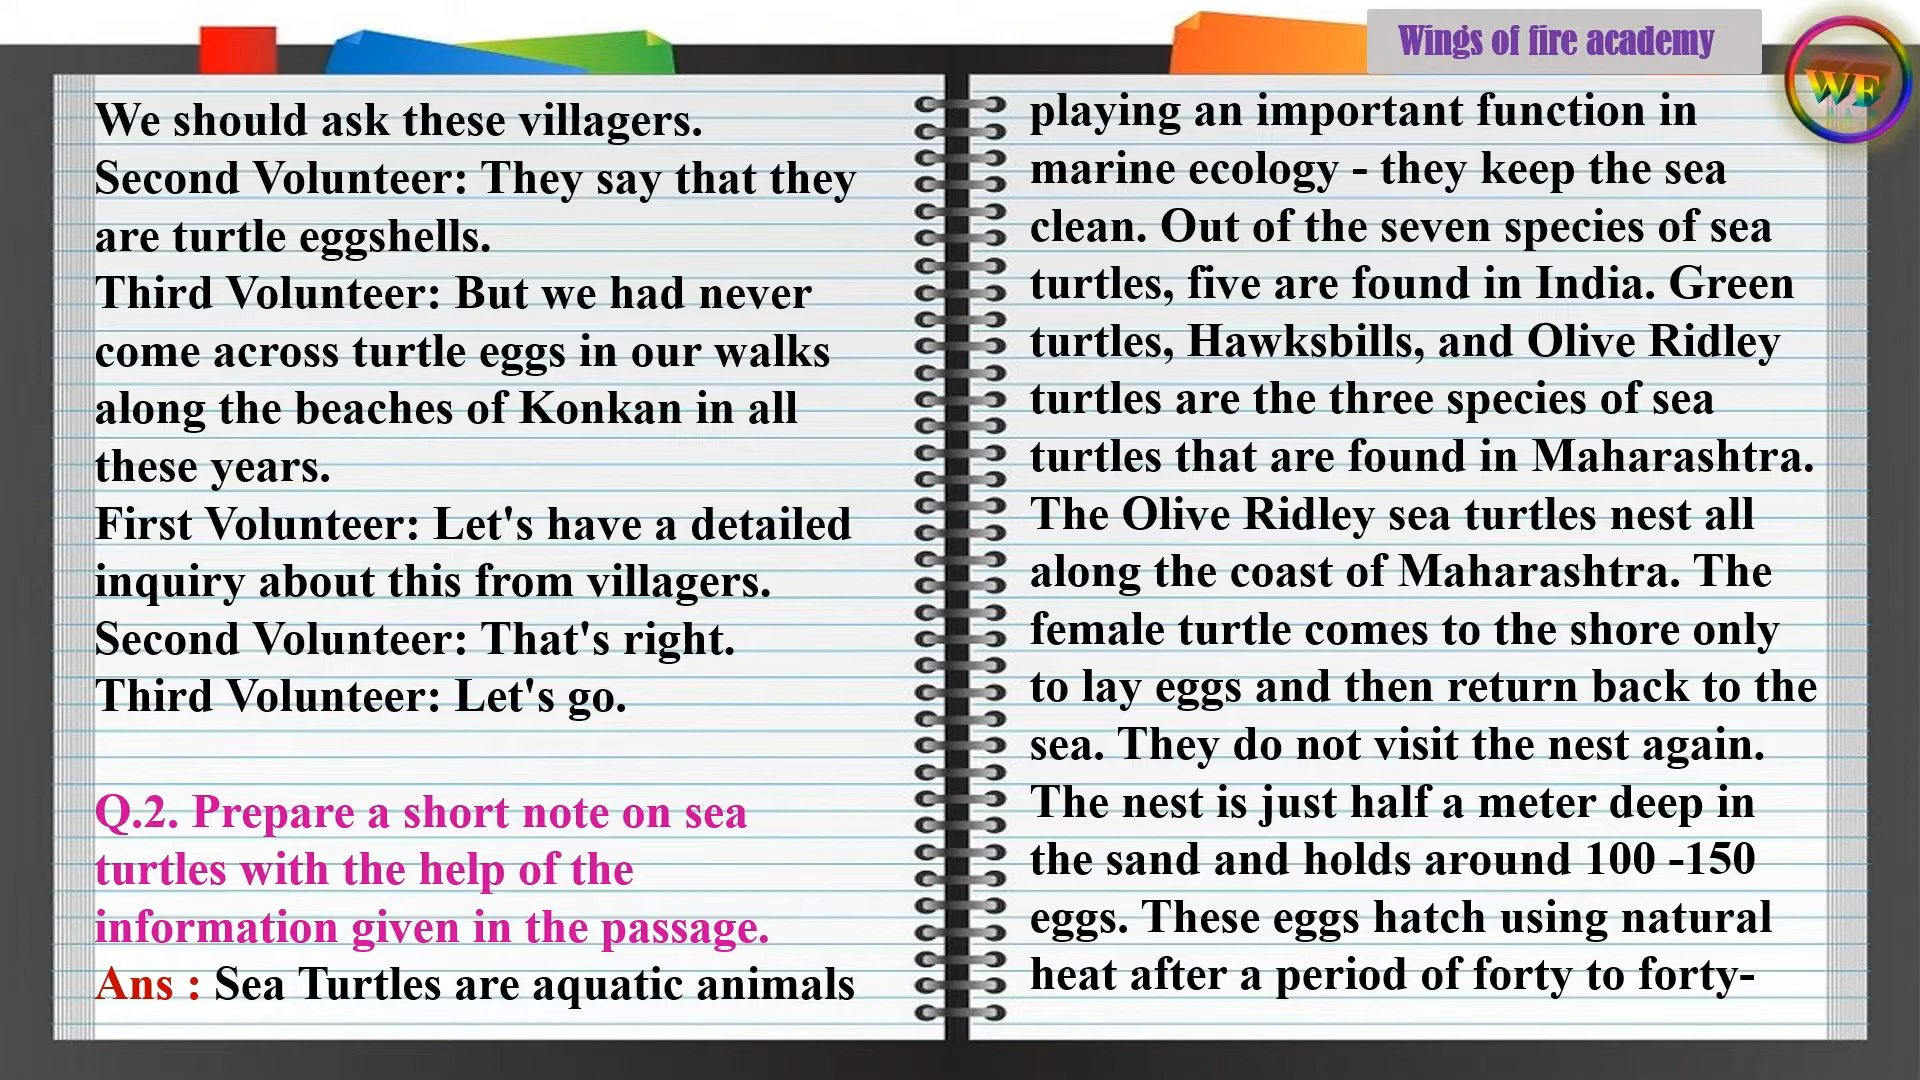 Wings of fire academy
WE
We should ask these villagers.
Second Volunteer: They say that they
are turtle eggshells.
Third Volunteer: But we had never
come across turtle eggs in our walks
along the beaches of Konkan in all
these years.
First Volunteer: Let's have a detailed
inquiry about this from villagers.
Second Volunteer: That's right.
Third Volunteer: Let's go.
Q.2. Prepare a short note on sea
turtles with the help of the
information given in the passage.
Ans : Sea Turtles are aquatic animals
playing an important function in
marine ecology - they keep the sea
clean. Out of the seven species of sea
turtles, five are found in India. Green
turtles, Hawksbills, and Olive Ridley
turtles are the three species of sea
turtles that are found in Maharashtra.
The Olive Ridley sea turtles nest all
along the coast of Maharashtra. The
female turtle comes to the shore only
to lay eggs and then return back to the
sea. They do not visit the nest again.
The nest is just half a meter deep in
the sand and holds around 100 -150
eggs. These eggs hatch using natural
heat after a period of forty to forty-